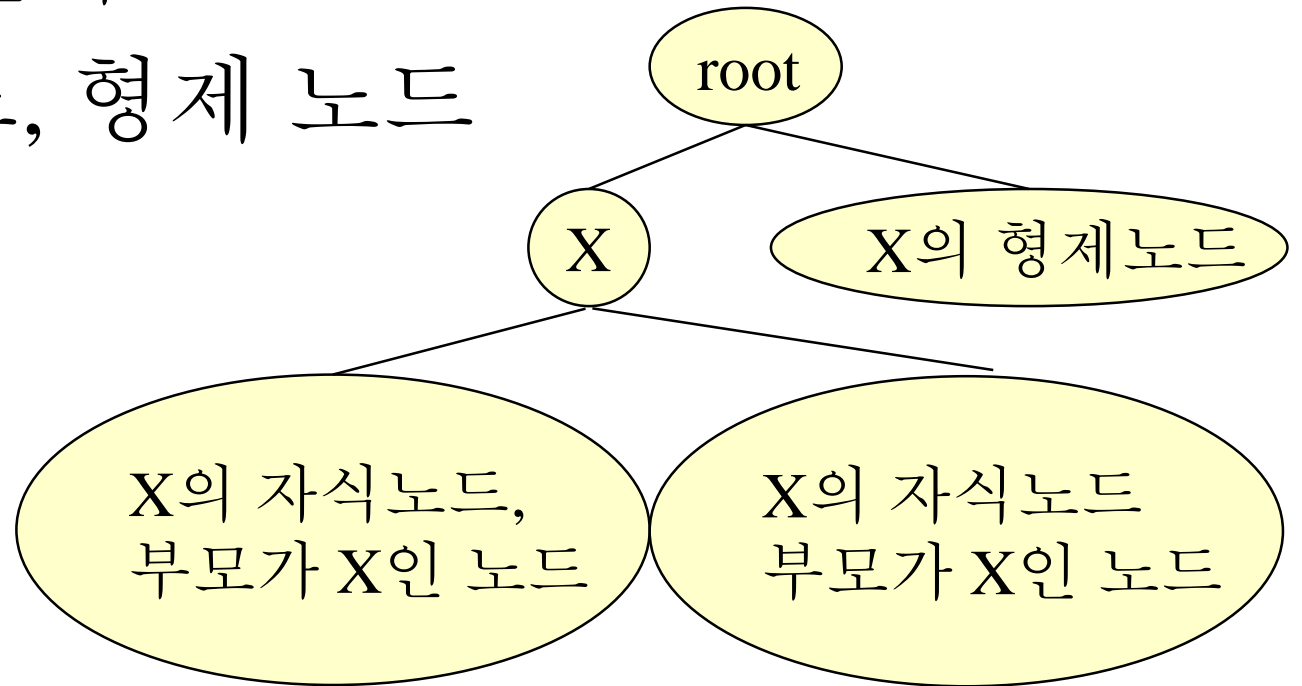 , 형제 노드
root
X
X의 형제노드
X의 자식노드,
부모가 X인 노드
X의 자식노드
부모가 X인 노드